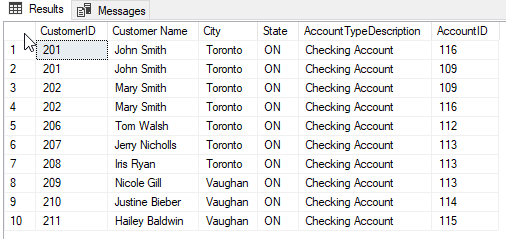 Results Messages
CustomerID Customer Name City State AccountTypeDescription AccountID
1 201 John Smith Toronto ON Checking Account 116
2 201 John Smith Toronto ON Checking Account 109
3 202 Mary Smith Toronto ON Checking Account 109
4 202 Mary Smith Toronto ON Checking Account 116
5 206 Tom Walsh Toronto ON Checking Account 112
6 207 Jerry Nicholls Toronto ON Checking Account 113
7 208 Iris Ryan Toronto ON Checking Account 113
8 209 Nicole Gill Vaughan ON Checking Account 113
9 210 Justine Bieber Vaughan ON Checking Account 114
10 211 Hailey Baldwin Vaughan ON Checking Account 115